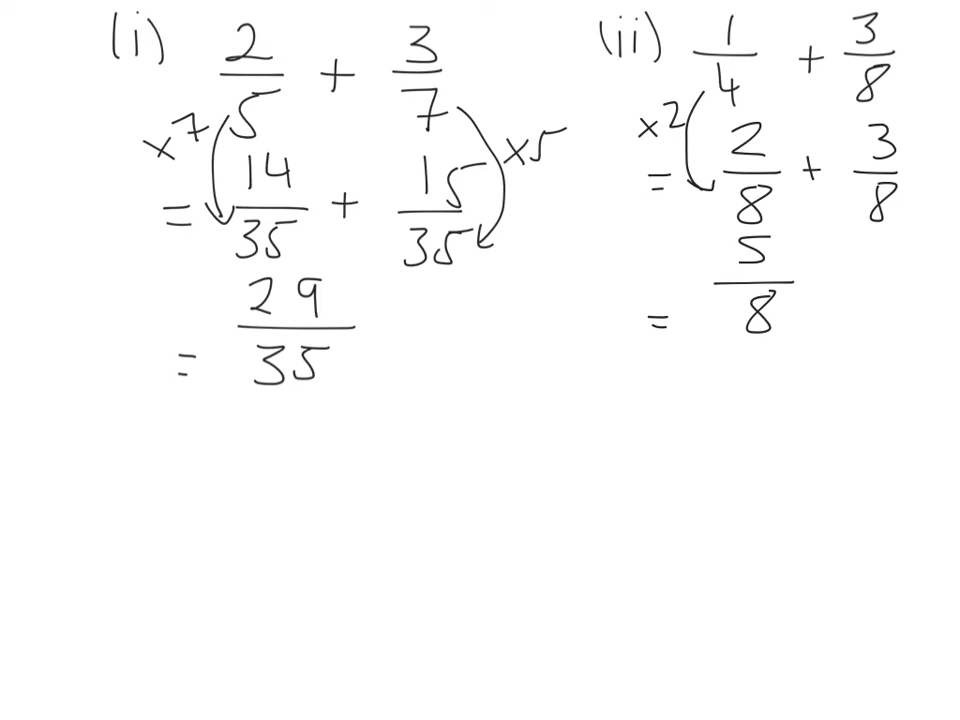 (i) 2/5 + 3/7
×7 ×5
= 14/35 + 15/35
= 29/35
(ii) 1/4 + 3/8
×2
= 2/8 + 3/8
= 5/8